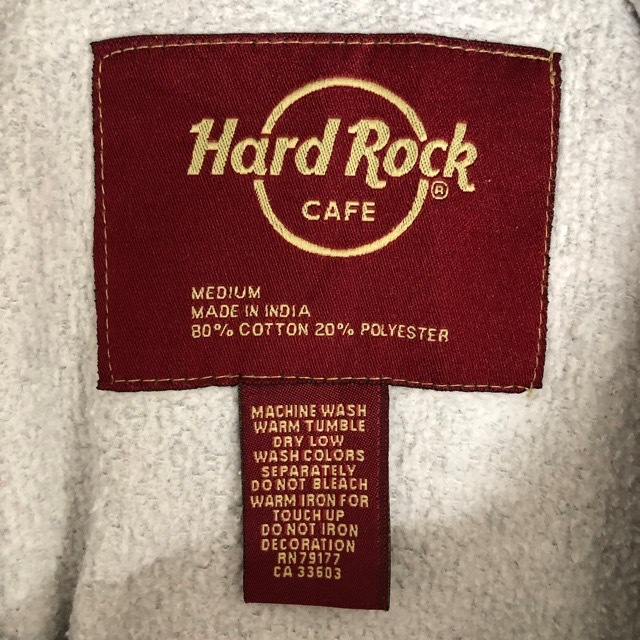 Hard Rock
®
CAFE
MEDIUM
MADE IN INDIA
80% COTTON 20% POLYESTER
MACHINE WASH
WARM TUMBLE
DRY LOW
WASH COLORS
SEPARATELY
DO NOT BLEACH
WARM IRON FOR
TOUCH UP
DO NOT IRON
DECORATION
RN79177
CA 33603